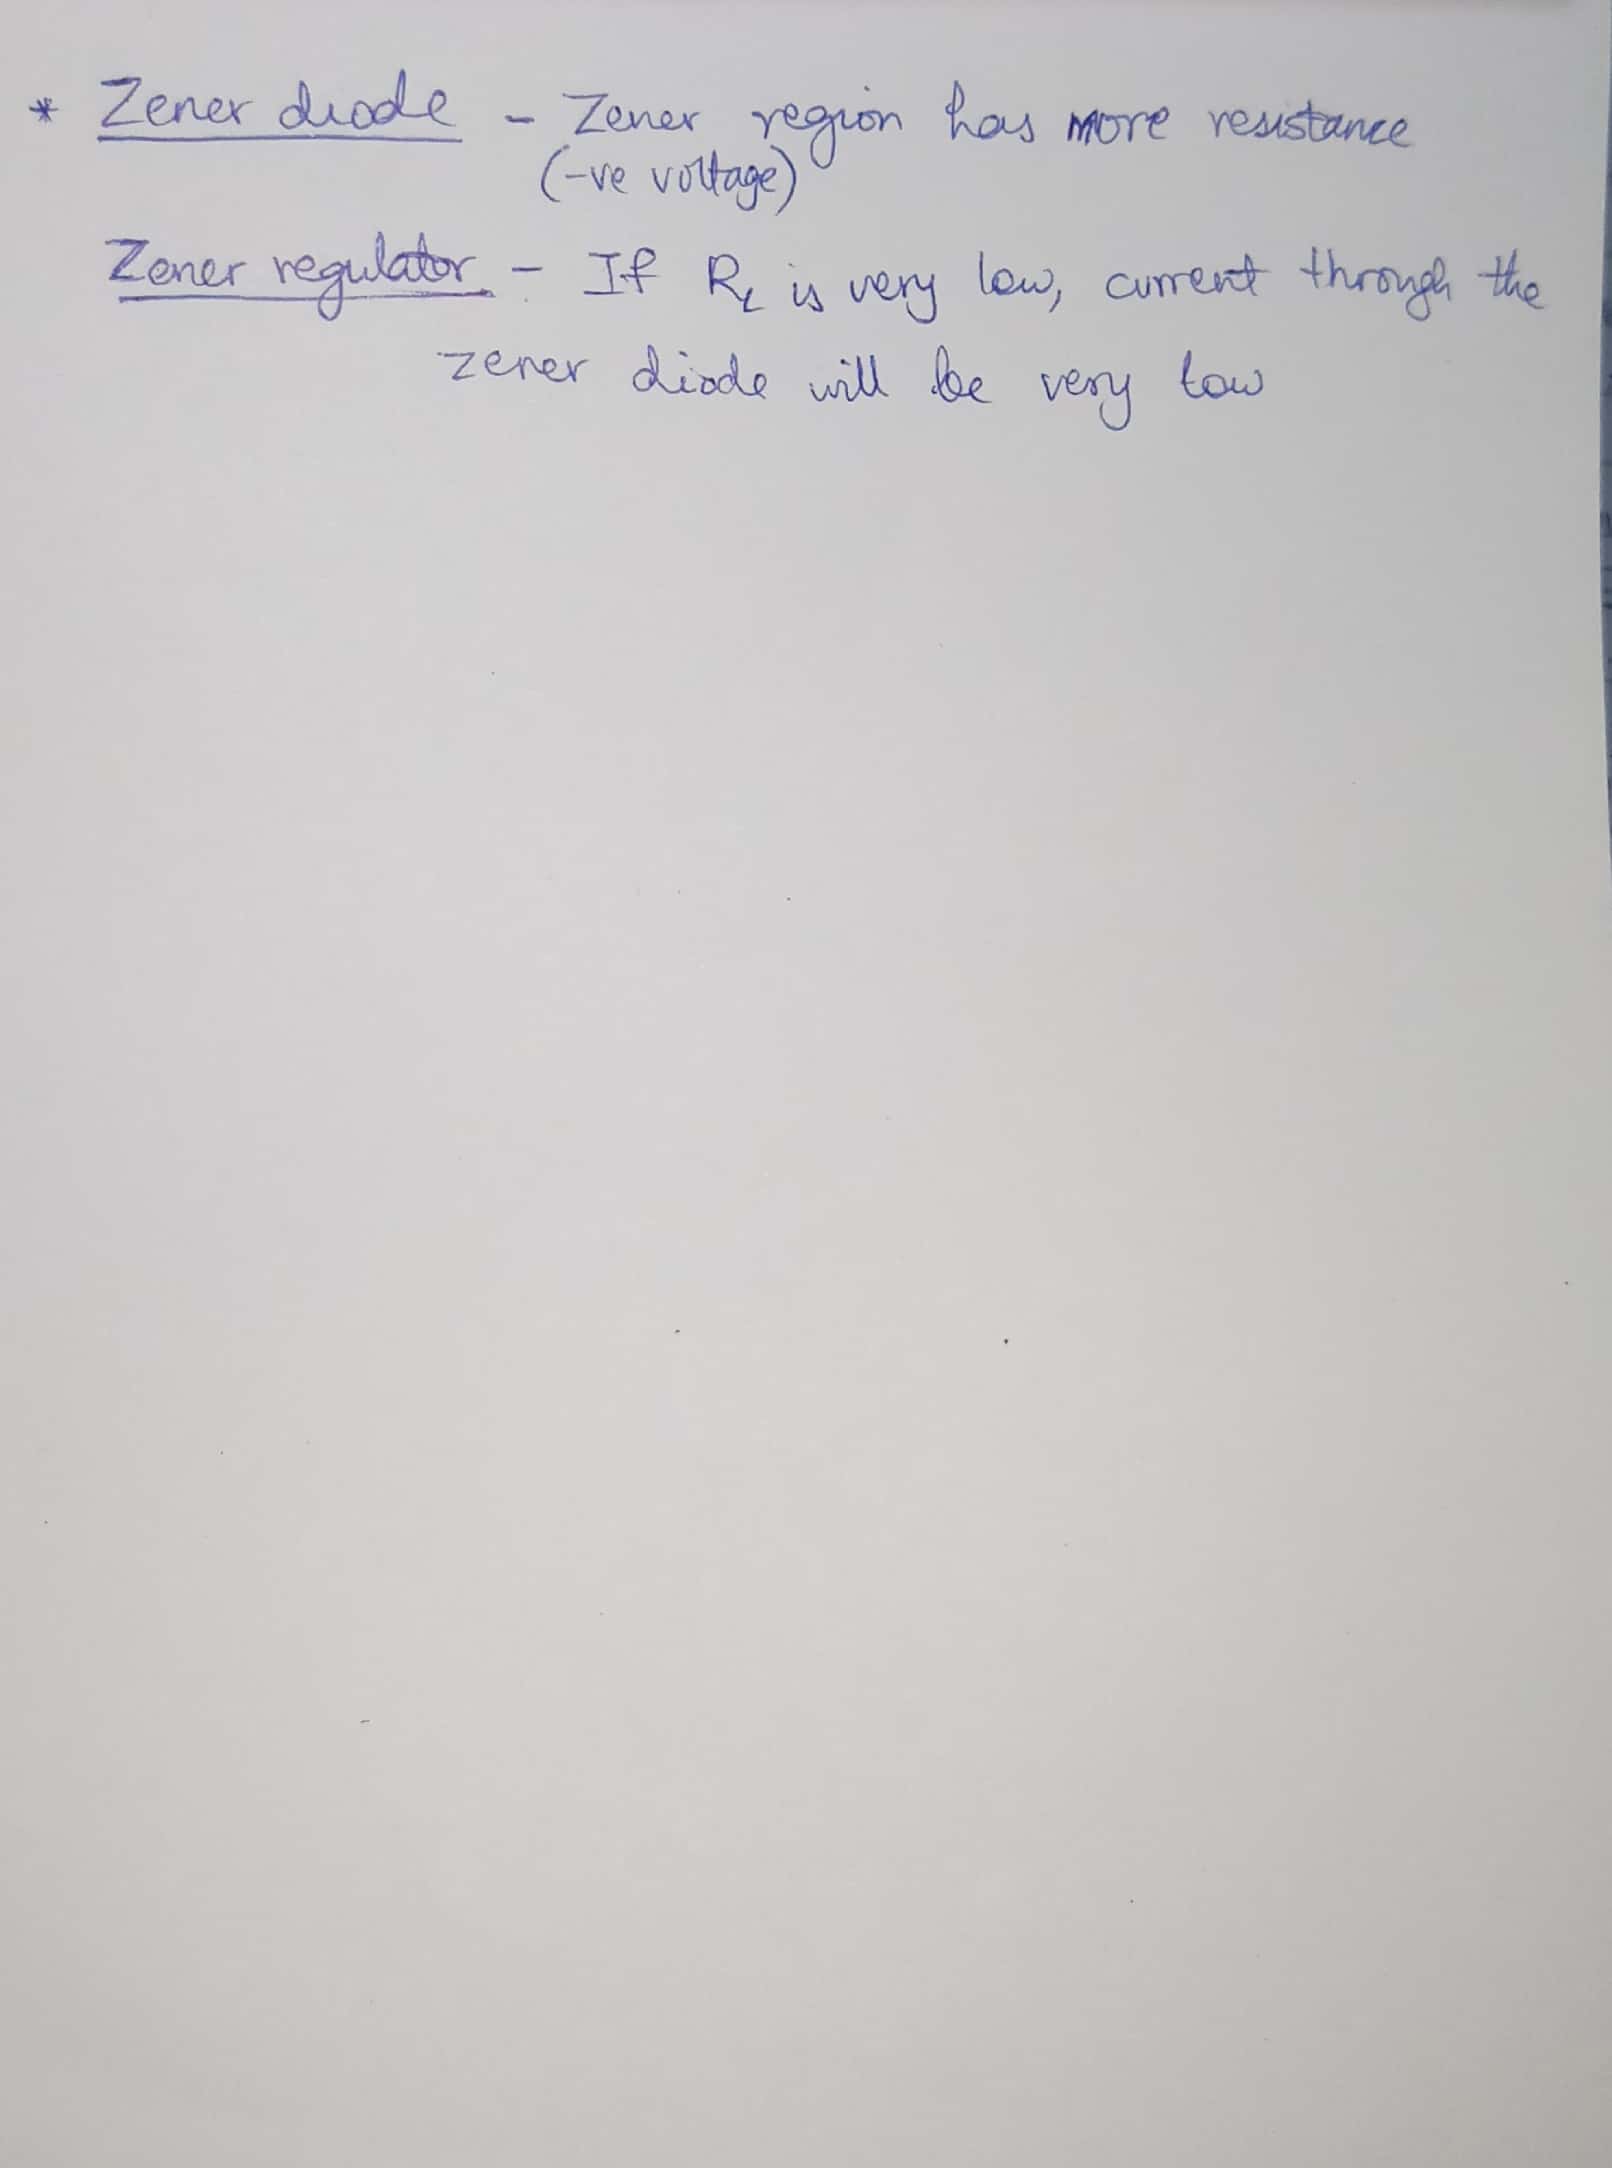 * Zener diode - Zener region has more resistance
(-ve voltage)
Zener regulator - If RL is very low, current through the
zener diode will be very low